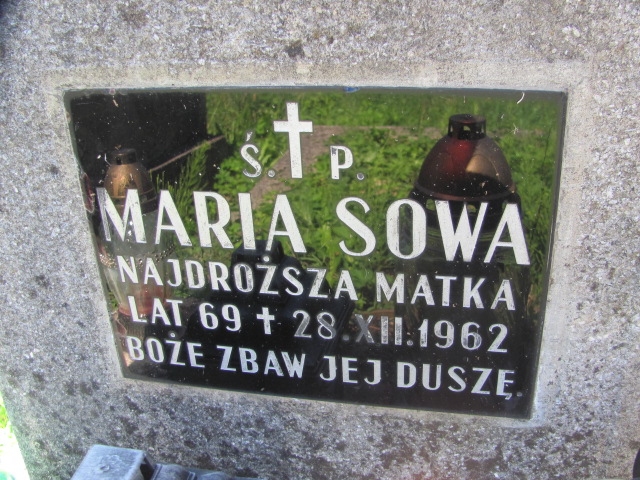 Ś. ✝ P.
MARIA SOWA
NAJDROŻSZA MATKA
LAT 69 ✝ 28.XII.1962
BOŻE ZBAW JEJ DUSZĘ.